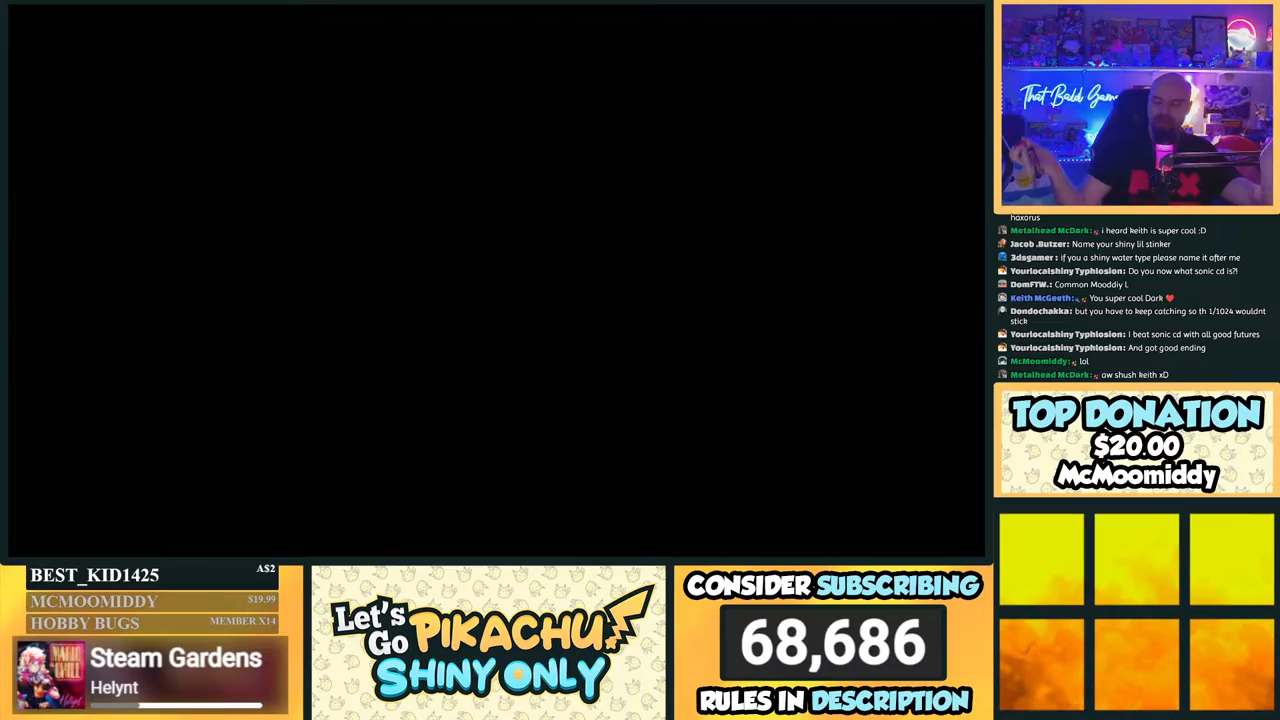 That Bald Game
haxorus
Metalhead McDark: i heard keith is super cool :D
Jacob .Butzer: Name your shiny lil stinker
3dsgamer : if you a shiny water type please name it after me
Yourlocalshiny Typhlosion: Do you now what sonic cd is?!
DomFTW.: Common Mooddiy L
Keith McGeeth: You super cool Dark ❤️
Dondochakka: but you have to keep catching so th 1/1024 wouldnt
stick
Yourlocalshiny Typhlosion: I beat sonic cd with all good futures
Yourlocalshiny Typhlosion: And got good ending
McMoomiddy: lol
Metalhead McDark: aw shush keith xD
TOP DONATION
$20.00
McMoomiddy
BEST_KID1425 A$2
MCMOOMIDDY $19.99
HOBBY BUGS MEMBER X14
Steam Gardens
Helynt
Let's
Go PIKACHU
SHINY ONLY
CONSIDER SUBSCRIBING
68,686
RULES IN DESCRIPTION